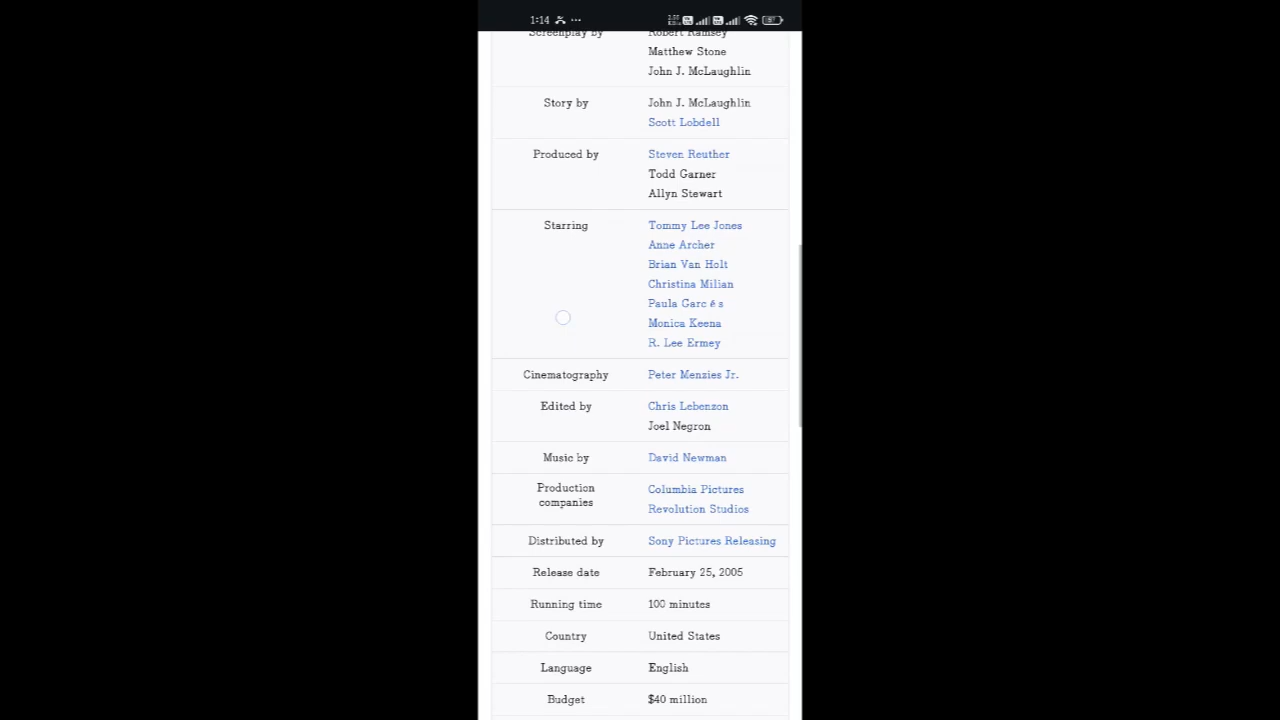 1:14
Screenplay by Robert Ramsey
Matthew Stone
John J. McLaughlin
Story by John J. McLaughlin
Scott Lobdell
Produced by Steven Reuther
Todd Garner
Allyn Stewart
Starring Tommy Lee Jones
Anne Archer
Brian Van Holt
Christina Milian
Paula Garc é s
Monica Keena
R. Lee Ermey
Cinematography Peter Menzies Jr.
Edited by Chris Lebenzon
Joel Negron
Music by David Newman
Production
companies
Columbia Pictures
Revolution Studios
Distributed by Sony Pictures Releasing
Release date February 25, 2005
Running time 100 minutes
Country United States
Language English
Budget $40 million